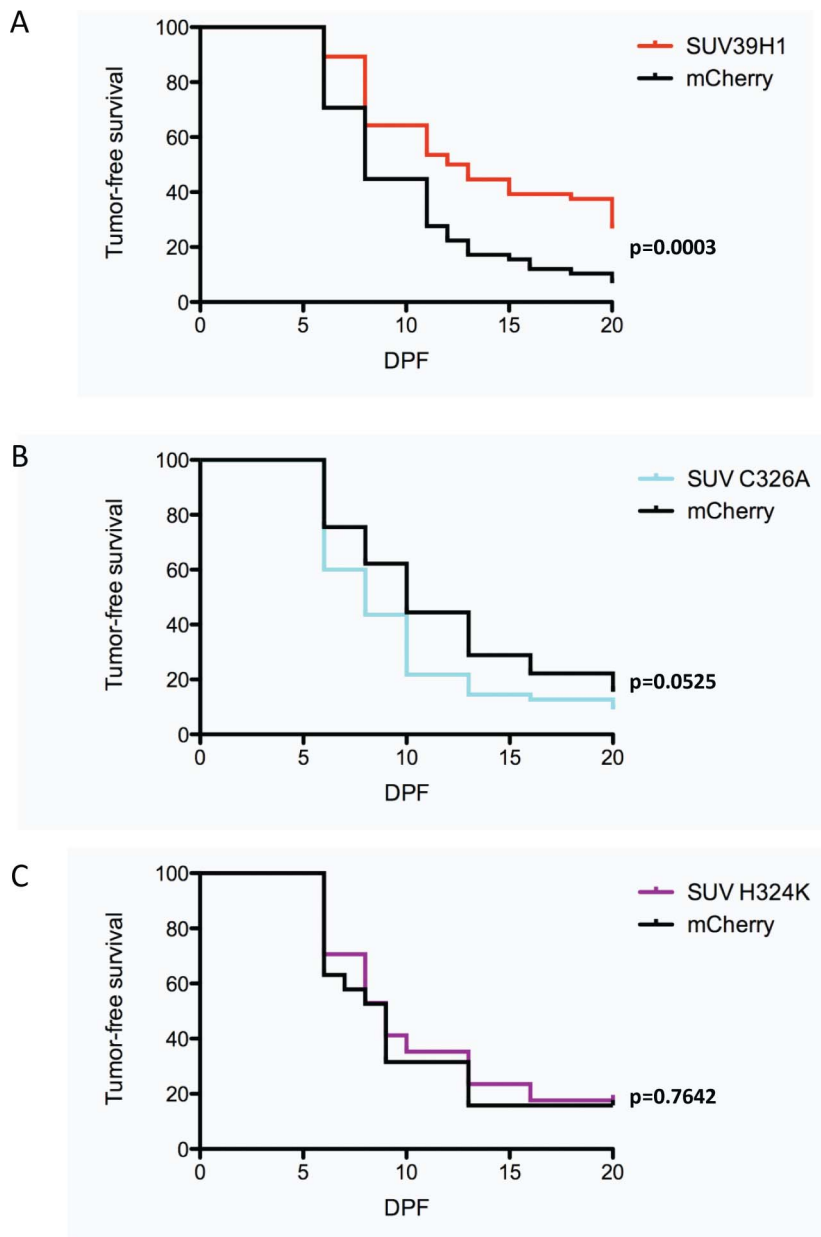 A
100
80
60
40
20
0
Tumor-free survival
0 5 10 15 20
DPF
SUV39H1
mCherry
p=0.0003
B
100
80
60
40
20
0
Tumor-free survival
0 5 10 15 20
DPF
SUV C326A
mCherry
p=0.0525
C
100
80
60
40
20
0
Tumor-free survival
0 5 10 15 20
DPF
SUV H324K
mCherry
p=0.7642